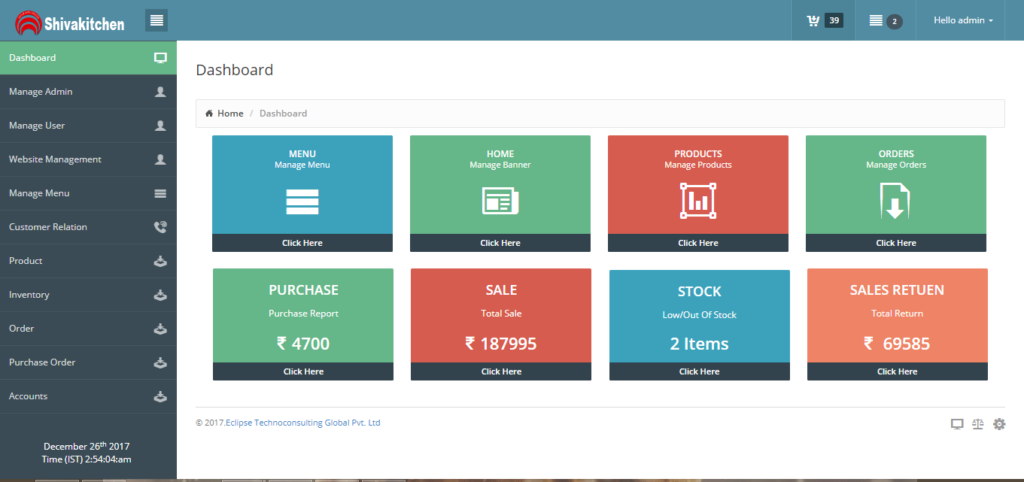 Shivakitchen
39
2
Hello admin
Dashboard
Manage Admin
Manage User
Website Management
Manage Menu
Customer Relation
Product
Inventory
Order
Purchase Order
Accounts
December 26th 2017
Time (IST) 2:54:04:am
Dashboard
Home / Dashboard
MENU
Manage Menu
Click Here
HOME
Manage Banner
Click Here
PRODUCTS
Manage Products
Click Here
ORDERS
Manage Orders
Click Here
PURCHASE
Purchase Report
₹ 4700
Click Here
SALE
Total Sale
₹ 187995
Click Here
STOCK
Low/Out Of Stock
2 Items
Click Here
SALES RETUEN
Total Return
₹ 69585
Click Here
© 2017.Eclipse Technoconsulting Global Pvt. Ltd